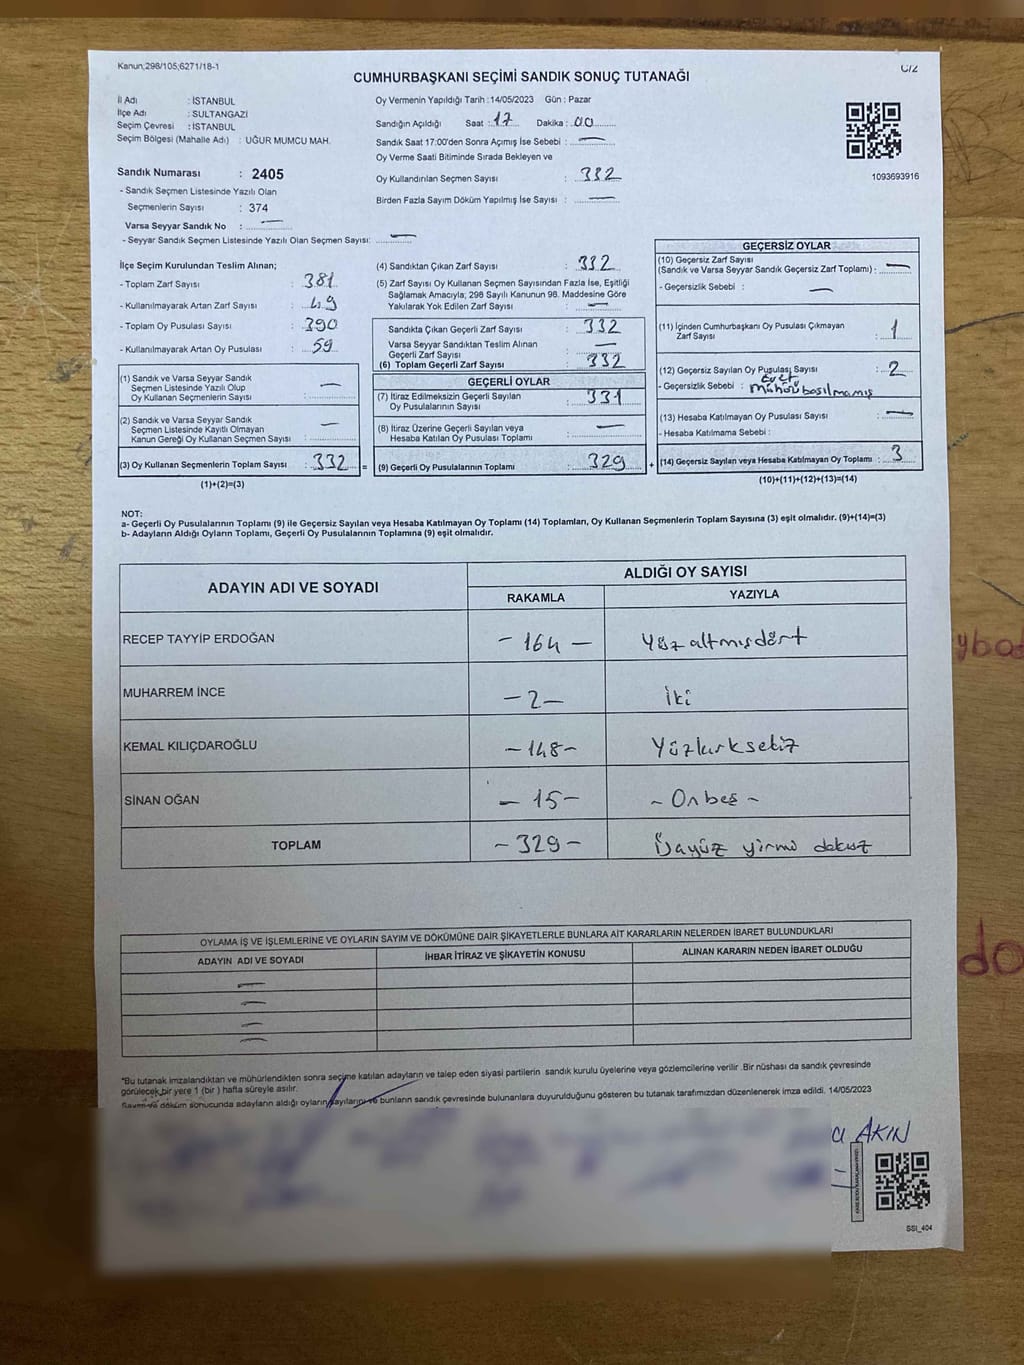 Kanun;298/105;6271/18-1
C/2
CUMHURBAŞKANI SEÇİMİ SANDIK SONUÇ TUTANAĞI
İl Adı : İSTANBUL
İlçe Adı : SULTANGAZİ
Seçim Çevresi : İSTANBUL
Seçim Bölgesi (Mahalle Adı) : UĞUR MUMCU MAH.
Sandık Numarası : 2405
- Sandık Seçmen Listesinde Yazılı Olan
Seçmenlerin Sayısı : 374
Varsa Seyyar Sandık No : —
- Seyyar Sandık Seçmen Listesinde Yazılı Olan Seçmen Sayısı: —
Oy Vermenin Yapıldığı Tarih : 14/05/2023 Gün : Pazar
Sandığın Açıldığı Saat : 17 Dakika : 00
Sandık Saat 17:00'den Sonra Açımış İse Sebebi : —
Oy Verme Saati Bitiminde Sırada Bekleyen ve
Oy Kullandırılan Seçmen Sayısı : 332
Birden Fazla Sayım Döküm Yapılmış İse Sayısı : —
1093693916
İlçe Seçim Kurulundan Teslim Alınan;
- Toplam Zarf Sayısı : 381
- Kullanılmayarak Artan Zarf Sayısı : 49
- Toplam Oy Pusulası Sayısı : 390
- Kullanılmayarak Artan Oy Pusulası : 59
(1) Sandık ve Varsa Seyyar Sandık
Seçmen Listesinde Yazılı Olup
Oy Kullanan Seçmenlerin Sayısı : —
(2) Sandık ve Varsa Seyyar Sandık
Seçmen Listesinde Kayıtlı Olmayan
Kanun Gereği Oy Kullanan Seçmen Sayısı : —
(3) Oy Kullanan Seçmenlerin Toplam Sayısı : 332 =
(1)+(2)=(3)
(4) Sandıktan Çıkan Zarf Sayısı : 332
(5) Zarf Sayısı Oy Kullanan Seçmen Sayısından Fazla İse, Eşitliği
Sağlamak Amacıyla; 298 Sayılı Kanunun 98. Maddesine Göre
Yakılarak Yok Edilen Zarf Sayısı : —
Sandıkta Çıkan Geçerli Zarf Sayısı : 332
Varsa Seyyar Sandıktan Teslim Alınan
Geçerli Zarf Sayısı : —
(6) Toplam Geçerli Zarf Sayısı : 332
GEÇERLİ OYLAR
(7) İtiraz Edilmeksizin Geçerli Sayılan
Oy Pusulalarının Sayısı : 331
(8) İtiraz Üzerine Geçerli Sayılan veya
Hesaba Katılan Oy Pusulası Toplamı : —
(9) Geçerli Oy Pusulalarının Toplamı : 329 +
GEÇERSİZ OYLAR
(10) Geçersiz Zarf Sayısı
(Sandık ve Varsa Seyyar Sandık Geçersiz Zarf Toplamı) : —
- Geçersizlik Sebebi : —
(11) İçinden Cumhurbaşkanı Oy Pusulası Çıkmayan
Zarf Sayısı : 1
(12) Geçersiz Sayılan Oy Pusulası Sayısı : 2
- Geçersizlik Sebebi : Evet mühürü basılmamış
(13) Hesaba Katılmayan Oy Pusulası Sayısı : —
- Hesaba Katılmama Sebebi :
(14) Geçersiz Sayılan veya Hesaba Katılmayan Oy Toplamı : 3
(10)+(11)+(12)+(13)=(14)
NOT:
a- Geçerli Oy Pusulalarının Toplamı (9) ile Geçersiz Sayılan veya Hesaba Katılmayan Oy Toplamı (14) Toplamları, Oy Kullanan Seçmenlerin Toplam Sayısına (3) eşit olmalıdır. (9)+(14)=(3)
b- Adayların Aldığı Oyların Toplamı, Geçerli Oy Pusulalarının Toplamına (9) eşit olmalıdır.
ADAYIN ADI VE SOYADI
ALDIĞI OY SAYISI
RAKAMLA YAZIYLA
RECEP TAYYİP ERDOĞAN - 164 — Yüz altmışdört
MUHARREM İNCE - 2 — İki
KEMAL KILIÇDAROĞLU - 148 - Yüzkırksekiz
SİNAN OĞAN - 15 - - Onbeş -
TOPLAM - 329 - Üçyüz yirmi dokuz
OYLAMA İŞ VE İŞLEMLERİNE VE OYLARIN SAYIM VE DÖKÜMÜNE DAİR ŞİKAYETLERLE BUNLARA AİT KARARLARIN NELERDEN İBARET BULUNDUKLARI
ADAYIN ADI VE SOYADI İHBAR İTİRAZ VE ŞİKAYETİN KONUSU ALINAN KARARIN NEDEN İBARET OLDUĞU
*Bu tutanak imzalandıktan ve mühürlendikten sonra seçime katılan adayların ve talep eden siyasi partilerin sandık kurulu üyelerine veya gözlemcilerine verilir. Bir nüshası da sandık çevresinde
görülecek bir yere 1 (bir ) hafta süreyle asılır.
Sayım ve döküm sonucunda adayların aldığı oyların sayılarını ve bunların sandık çevresinde bulunanlara duyurulduğunu gösteren bu tutanak tarafımızdan düzenlenerek imza edildi. 14/05/2023
AKIN
SSI_404
do